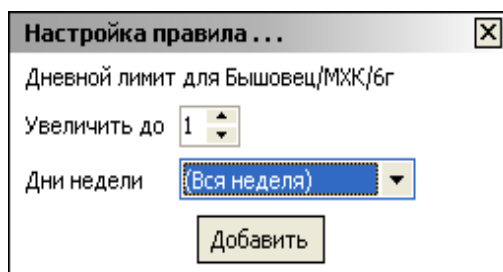 Настройка правила...
Дневной лимит для Бышовец/МХК/6г
Увеличить до 1
Дни недели (Вся неделя)
Добавить